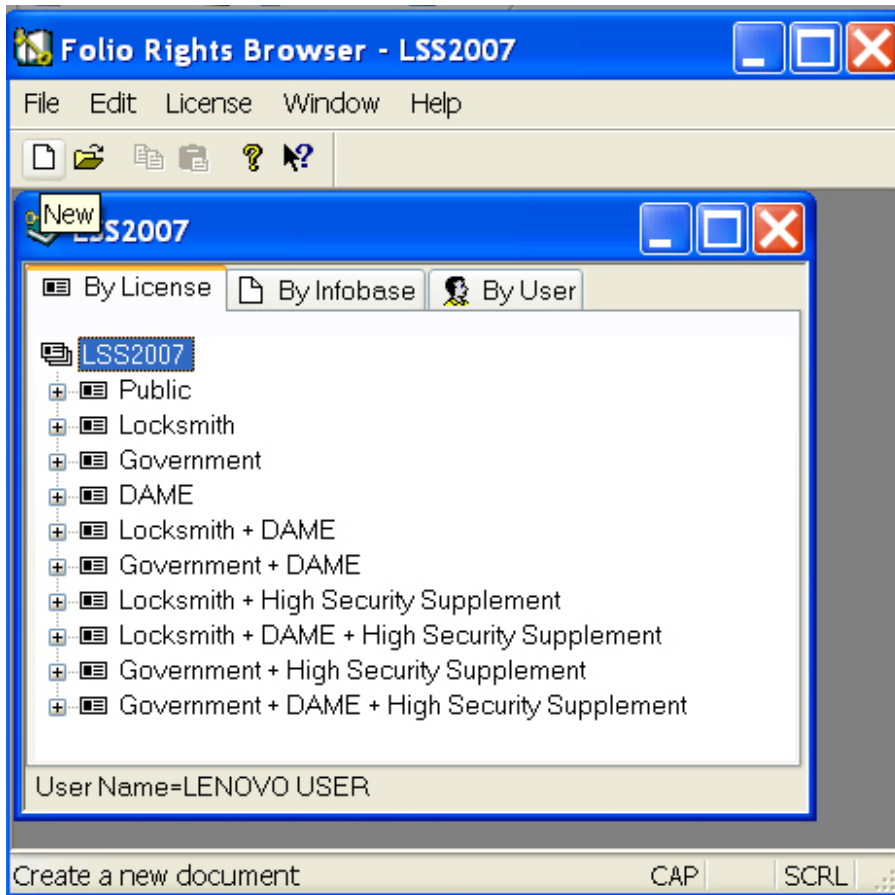 Folio Rights Browser - LSS2007
File Edit License Window Help
New
SS2007
By License By Infobase By User
LSS2007
Public
Locksmith
Government
DAME
Locksmith + DAME
Government + DAME
Locksmith + High Security Supplement
Locksmith + DAME + High Security Supplement
Government + High Security Supplement
Government + DAME + High Security Supplement
User Name=LENOVO USER
Create a new document CAP SCRL